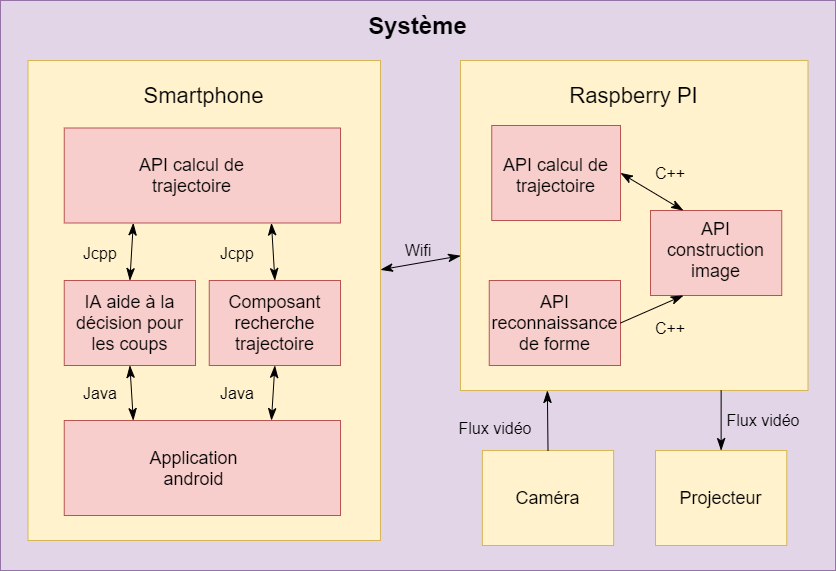 Système
Smartphone
API calcul de
trajectoire
Jcpp
Jcpp
IA aide à la
décision pour
les coups
Composant
recherche
trajectoire
Java
Java
Application
android
Wifi
Raspberry PI
API calcul de
trajectoire
C++
API
construction
image
API
reconnaissance
de forme
C++
Flux vidéo
Flux vidéo
Caméra
Projecteur